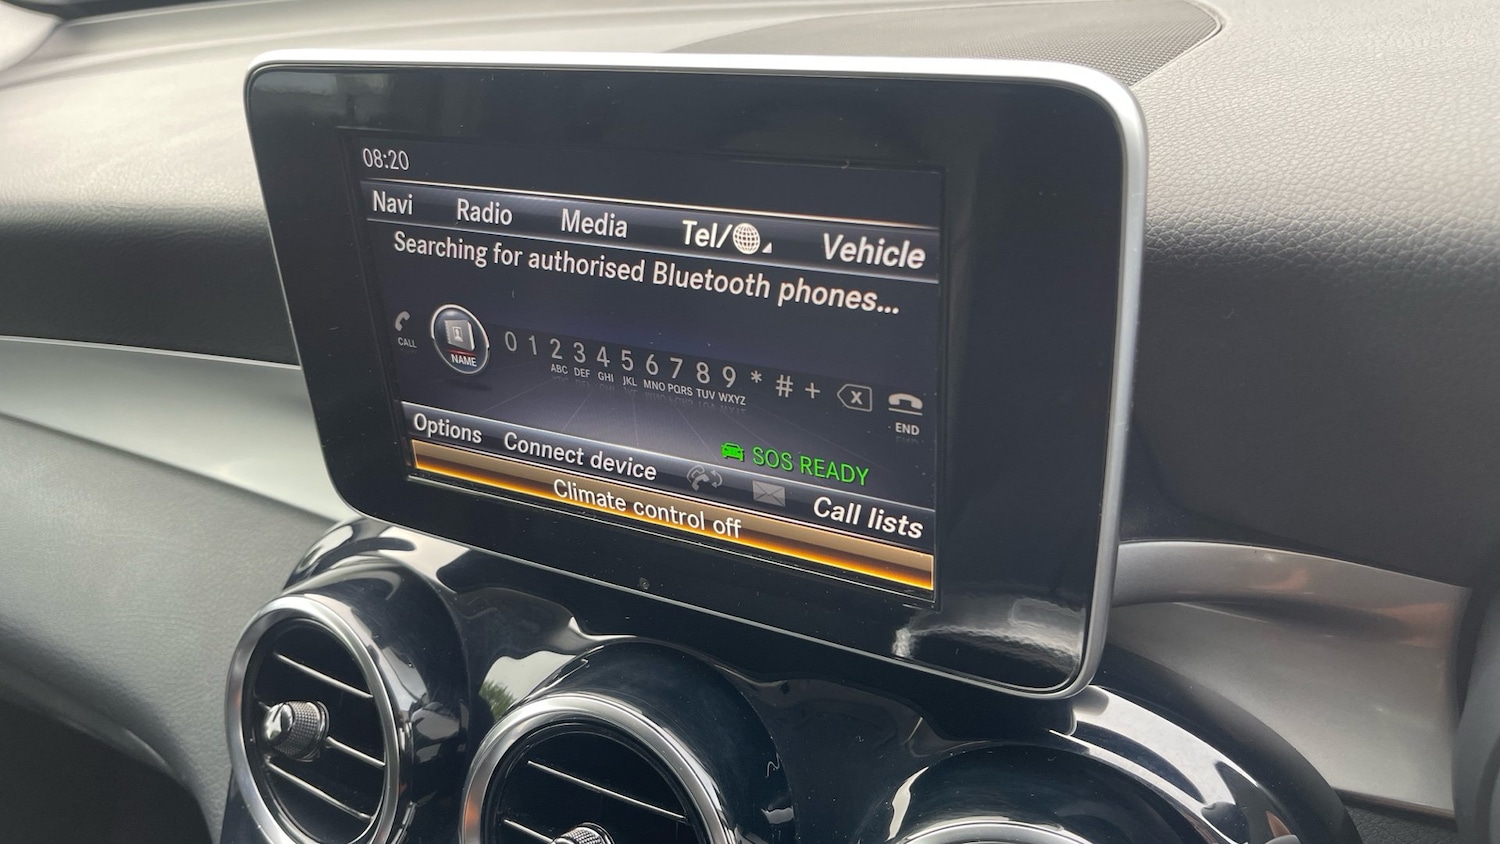 08:20
Navi Radio Media Tel/ Vehicle
Searching for authorised Bluetooth phones...
CALL NAME 0 1 2 3 4 5 6 7 8 9 * # + X END
ABC DEF GHI JKL MNO PQRS TUV WXYZ
SOS READY
Options Connect device Call lists
Climate control off